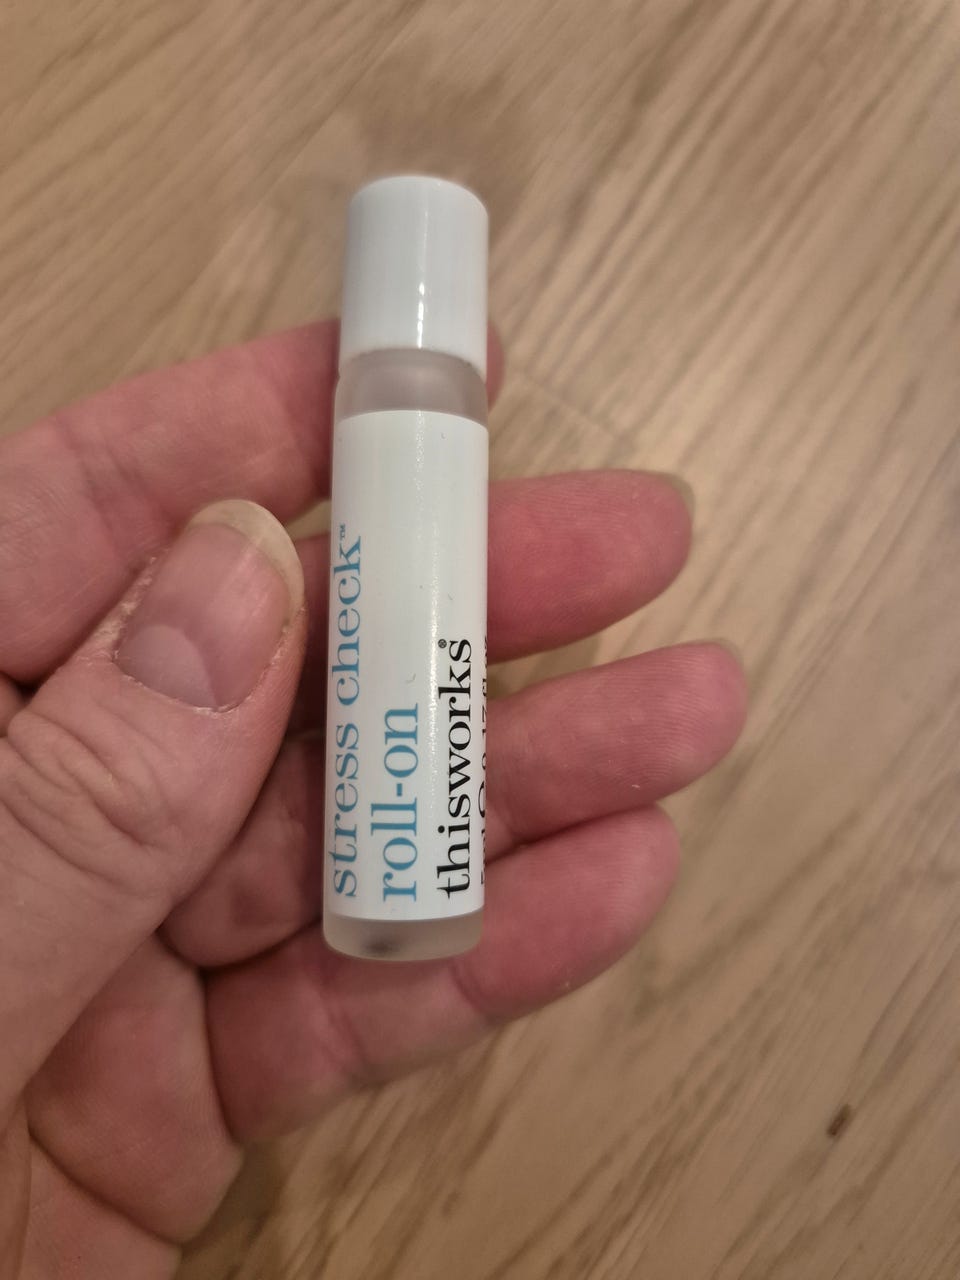 stress check™
roll-on
thisworks®